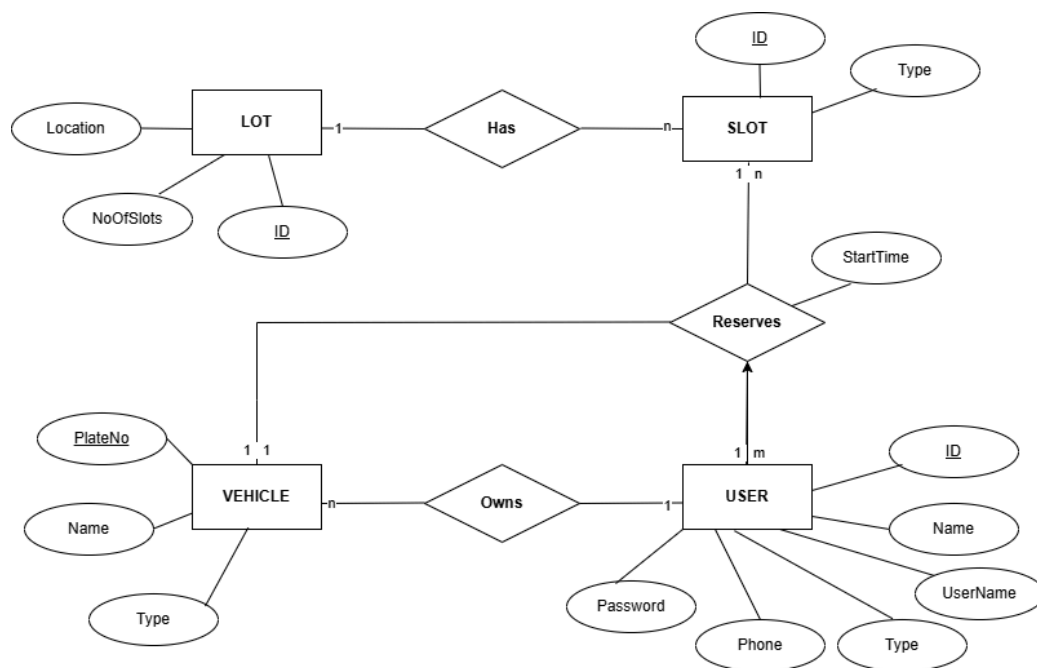 ID
Type
LOT
SLOT
Location
1
Has
n
NoOfSlots
ID
1 n
StartTime
Reserves
PlateNo
1 1
1 m
ID
VEHICLE
n
Owns
1
USER
Name
Name
UserName
Type
Password
Phone
Type